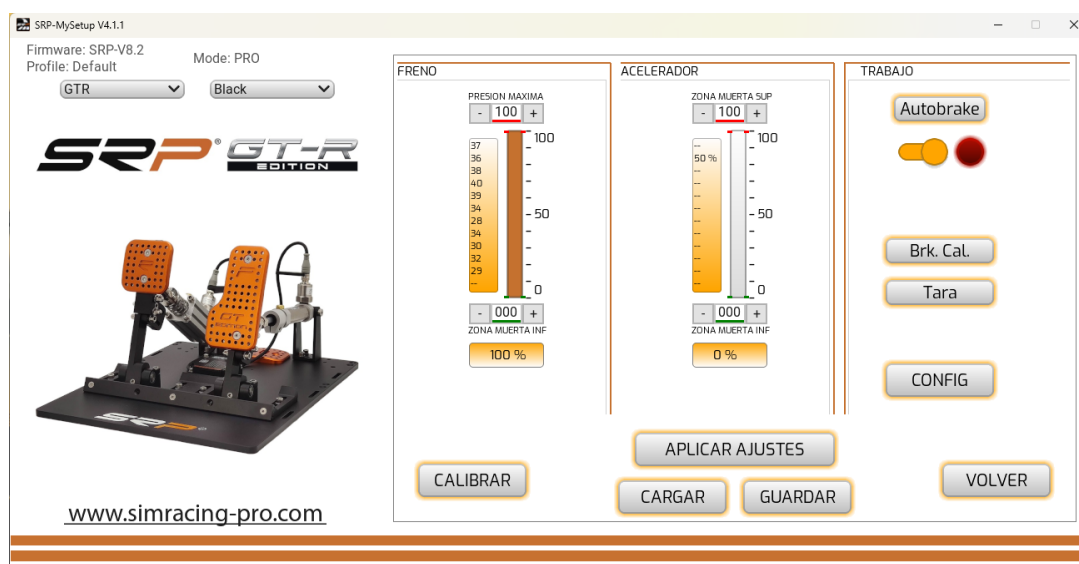 SRP-MySetup V4.1.1
Firmware: SRP-V8.2
Profile: Default
Mode: PRO
GTR
Black
SRP® GT-R
EDITION
www.simracing-pro.com
FRENO
PRESION MAXIMA
- 100 +
37
36
38
40
39
34
28
34
30
32
29
--
100
50
0
- 000 +
ZONA MUERTA INF
100 %
ACELERADOR
ZONA MUERTA SUP
- 100 +
--
50 %
--
--
--
--
--
--
--
--
--
--
100
50
0
- 000 +
ZONA MUERTA INF
0 %
TRABAJO
Autobrake
Brk. Cal.
Tara
CONFIG
CALIBRAR
APLICAR AJUSTES
CARGAR
GUARDAR
VOLVER
GT
EDITION
SRP